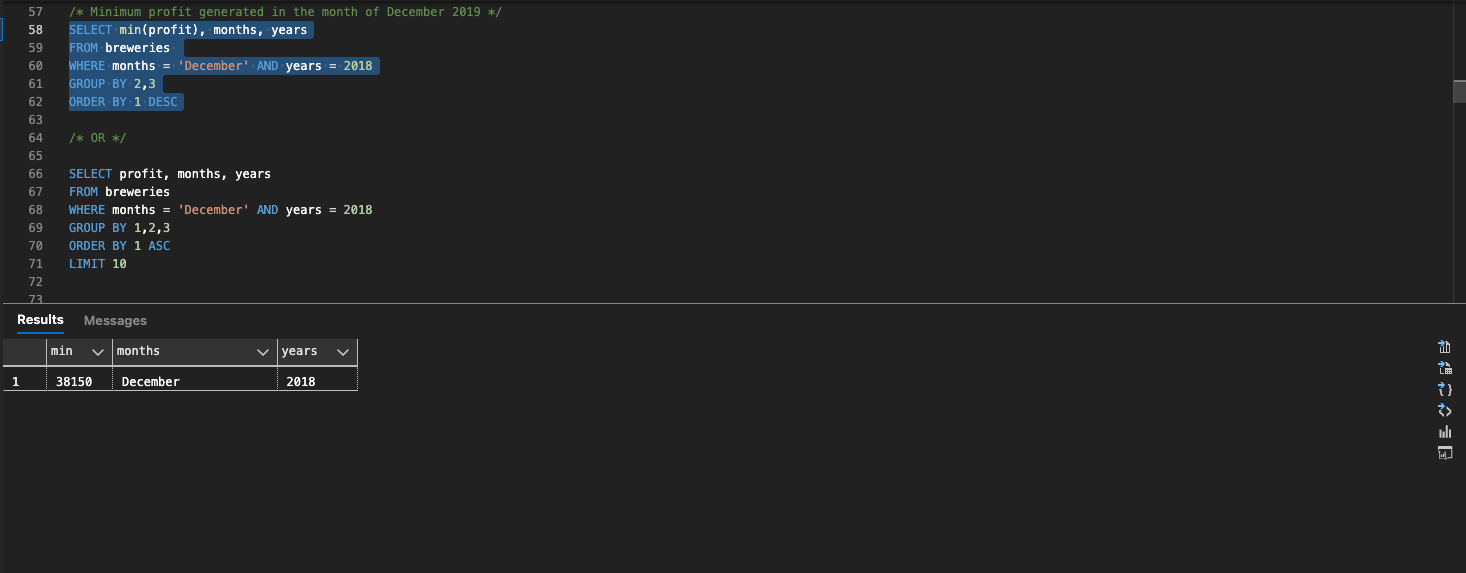 57 /* Minimum profit generated in the month of December 2019 */
58 SELECT min(profit), months, years
59 FROM breweries
60 WHERE months = 'December' AND years = 2018
61 GROUP BY 2,3
62 ORDER BY 1 DESC
63
64 /* OR */
65
66 SELECT profit, months, years
67 FROM breweries
68 WHERE months = 'December' AND years = 2018
69 GROUP BY 1,2,3
70 ORDER BY 1 ASC
71 LIMIT 10
72
73
Results Messages
min months years
1 38150 December 2018